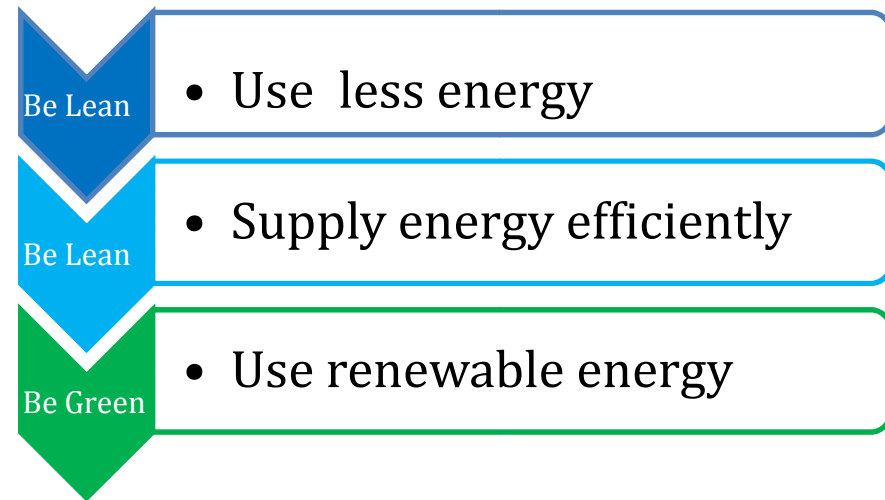 Be Lean
• Use  less energy
Be Lean
• Supply energy efficiently
Be Green
• Use renewable energy